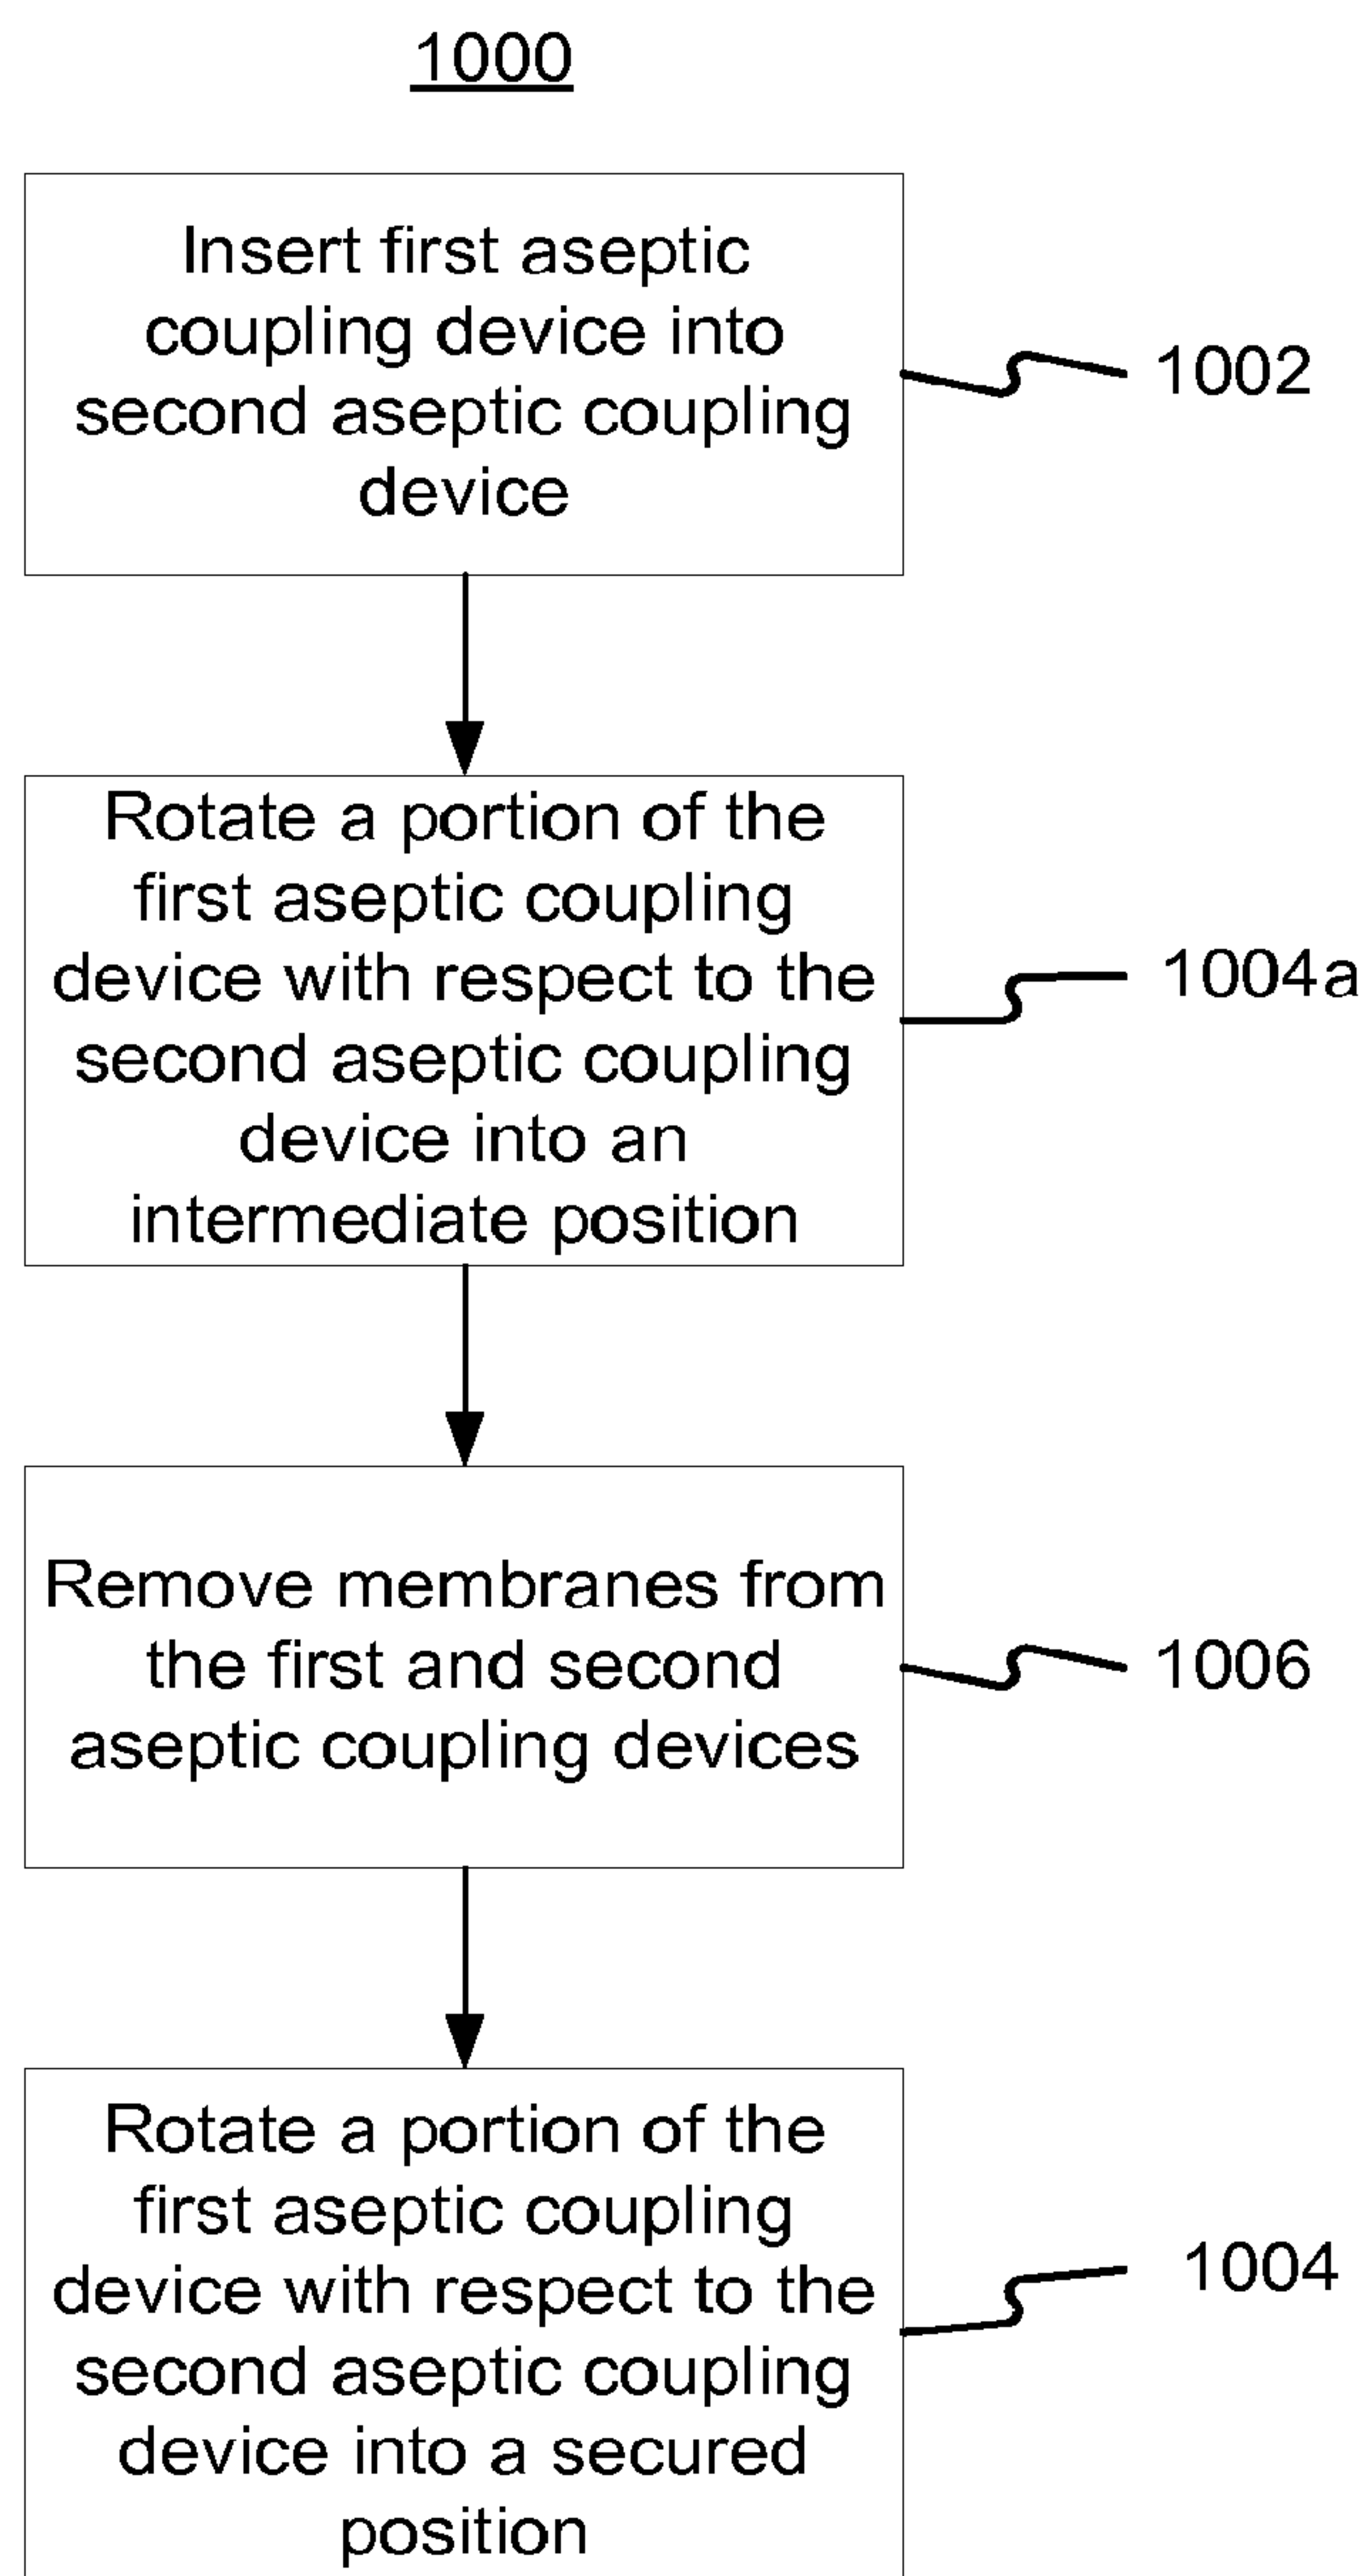 1000
Insert first aseptic
coupling device into
second aseptic coupling
device
1002
Rotate a portion of the
first aseptic coupling
device with respect to the
second aseptic coupling
device into an
intermediate position
1004a
Remove membranes from
the first and second
aseptic coupling devices
1006
Rotate a portion of the
first aseptic coupling
device with respect to the
second aseptic coupling
device into a secured
position
1004